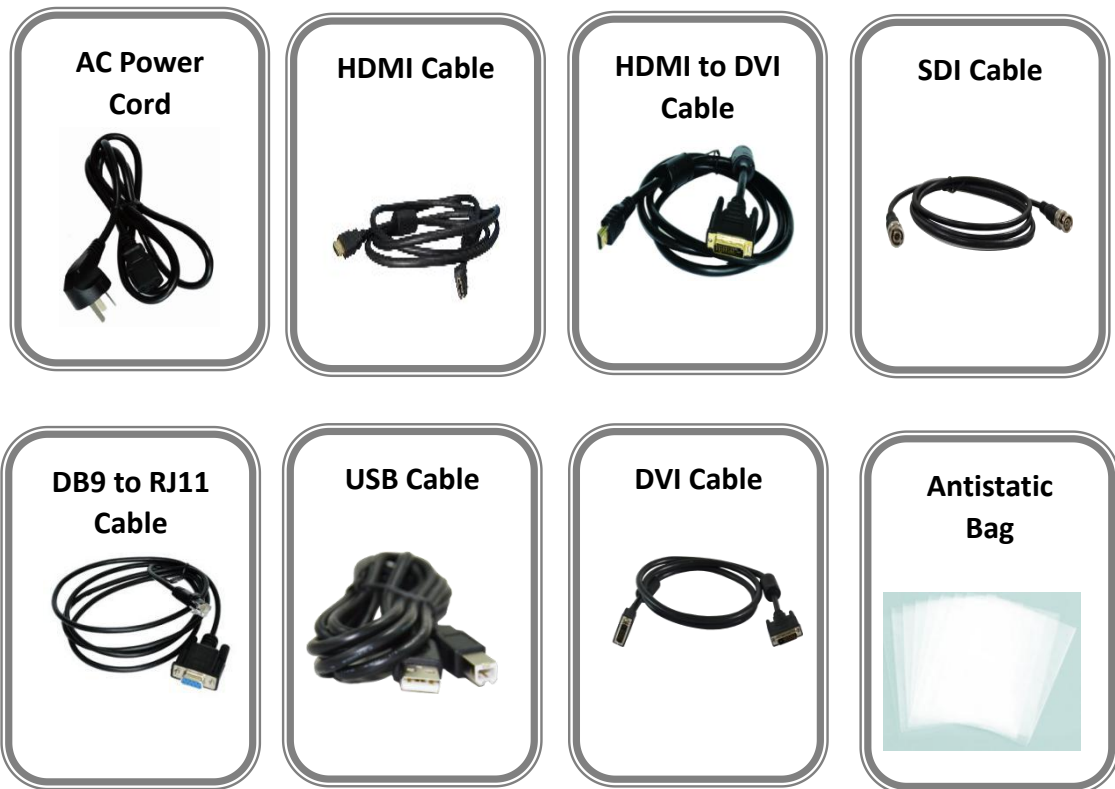 AC Power
Cord
HDMI Cable
HDMI to DVI
Cable
SDI Cable
DB9 to RJ11
Cable
USB Cable
DVI Cable
Antistatic
Bag